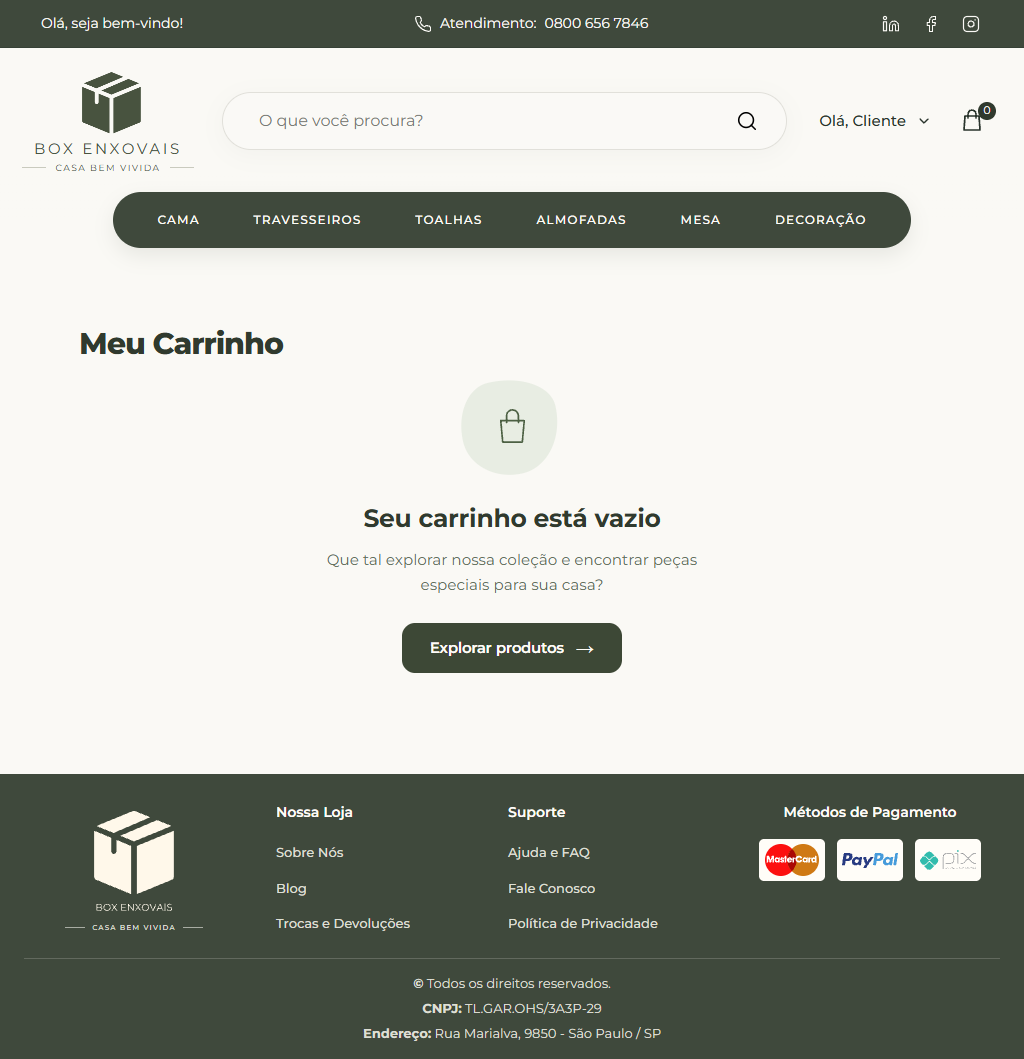 Olá, seja bem-vindo!
Atendimento: 0800 656 7846
BOX ENXOVAIS
CASA BEM VIVIDA
O que você procura?
Olá, Cliente
0
CAMA TRAVESSEIROS TOALHAS ALMOFADAS MESA DECORAÇÃO
Meu Carrinho
Seu carrinho está vazio
Que tal explorar nossa coleção e encontrar peças
especiais para sua casa?
Explorar produtos →
BOX ENXOVAIS
CASA BEM VIVIDA
Nossa Loja
Sobre Nós
Blog
Trocas e Devoluções
Suporte
Ajuda e FAQ
Fale Conosco
Política de Privacidade
Métodos de Pagamento
MasterCard
PayPal
pix
© Todos os direitos reservados.
CNPJ: TL.GAR.OHS/3A3P-29
Endereço: Rua Marialva, 9850 - São Paulo / SP